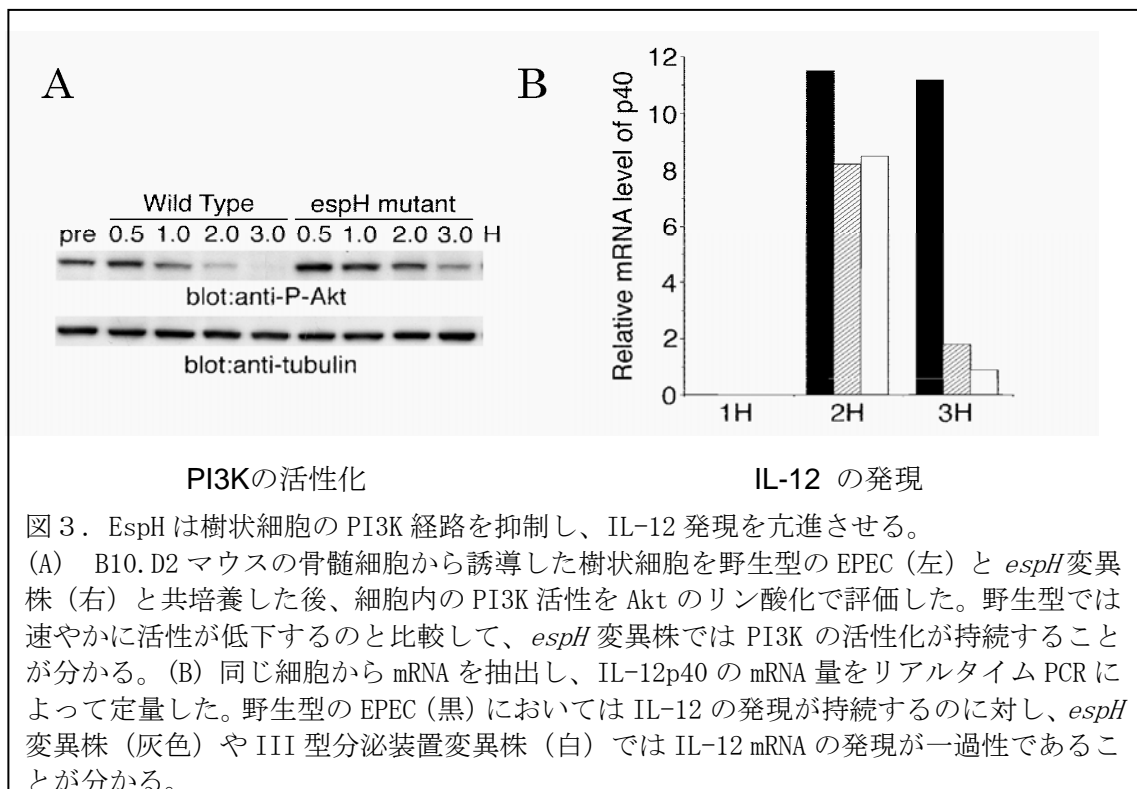 A
Wild Type espH mutant
pre 0.5 1.0 2.0 3.0 0.5 1.0 2.0 3.0 H
blot:anti-P-Akt
blot:anti-tubulin
PI3Kの活性化
B
Relative mRNA level of p40
12
10
8
6
4
2
0
1H 2H 3H
IL-12 の発現
図３．EspH は樹状細胞の PI3K 経路を抑制し、IL-12 発現を亢進させる。
(A) B10.D2 マウスの骨髄細胞から誘導した樹状細胞を野生型の EPEC（左）と espH 変異
株（右）と共培養した後、細胞内の PI3K 活性を Akt のリン酸化で評価した。野生型では
速やかに活性が低下するのと比較して、espH 変異株では PI3K の活性化が持続すること
が分かる。(B) 同じ細胞から mRNA を抽出し、IL-12p40 の mRNA 量をリアルタイム PCR に
よって定量した。野生型の EPEC（黒）においては IL-12 の発現が持続するのに対し、espH
変異株（灰色）や III 型分泌装置変異株（白）では IL-12 mRNA の発現が一過性であるこ
とが分かる。